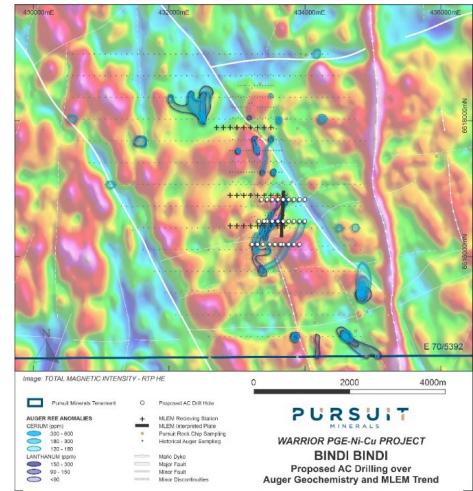 430000mE 432000mE 434000mE 436000mE
6618000mN
6616000mN
E 70/5392
N
Image: TOTAL MAGNETIC INTENSITY - RTP HE
0 2000 4000m
Pursuit Minerals Tenement
Proposed AC Drill Hole
AUGER REE ANOMALIES
CERIUM (ppm)
300 - 600
180 - 300
120 - 180
LANTHANUM (ppm)
150 - 300
90 - 150
<90
MLEM Receiving Station
MLEM Interpreted Plate
Pursuit Rock Chip Sampling
Historical Auger Sampling
Mafic Dyke
Major Fault
Minor Fault
Minor Discontinuities
PURSUIT
MINERALS
WARRIOR PGE-Ni-Cu PROJECT
BINDI BINDI
Proposed AC Drilling over
Auger Geochemistry and MLEM Trend